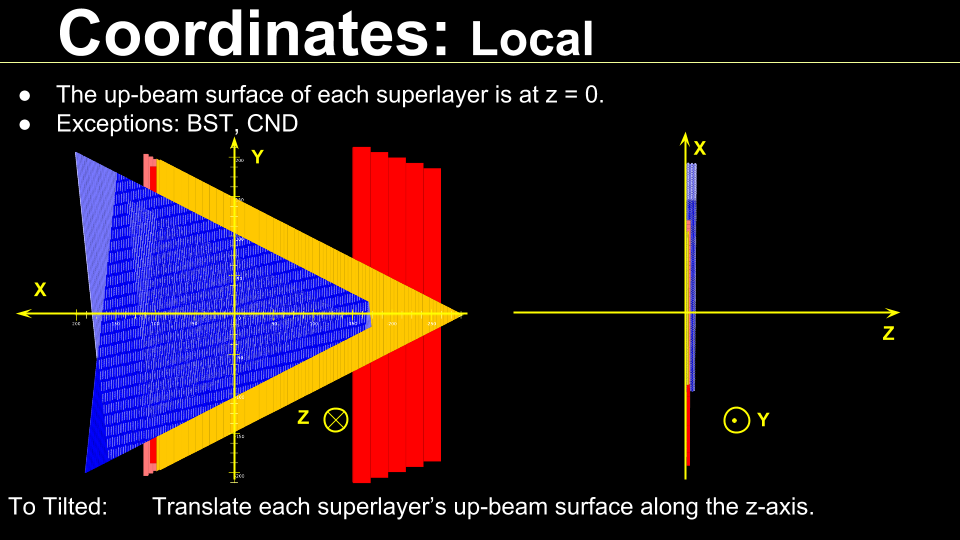 Coordinates: Local
● The up-beam surface of each superlayer is at z = 0.
● Exceptions: BST, CND
Y
X
X
Z
Z
Y
To Tilted: Translate each superlayer's up-beam surface along the z-axis.